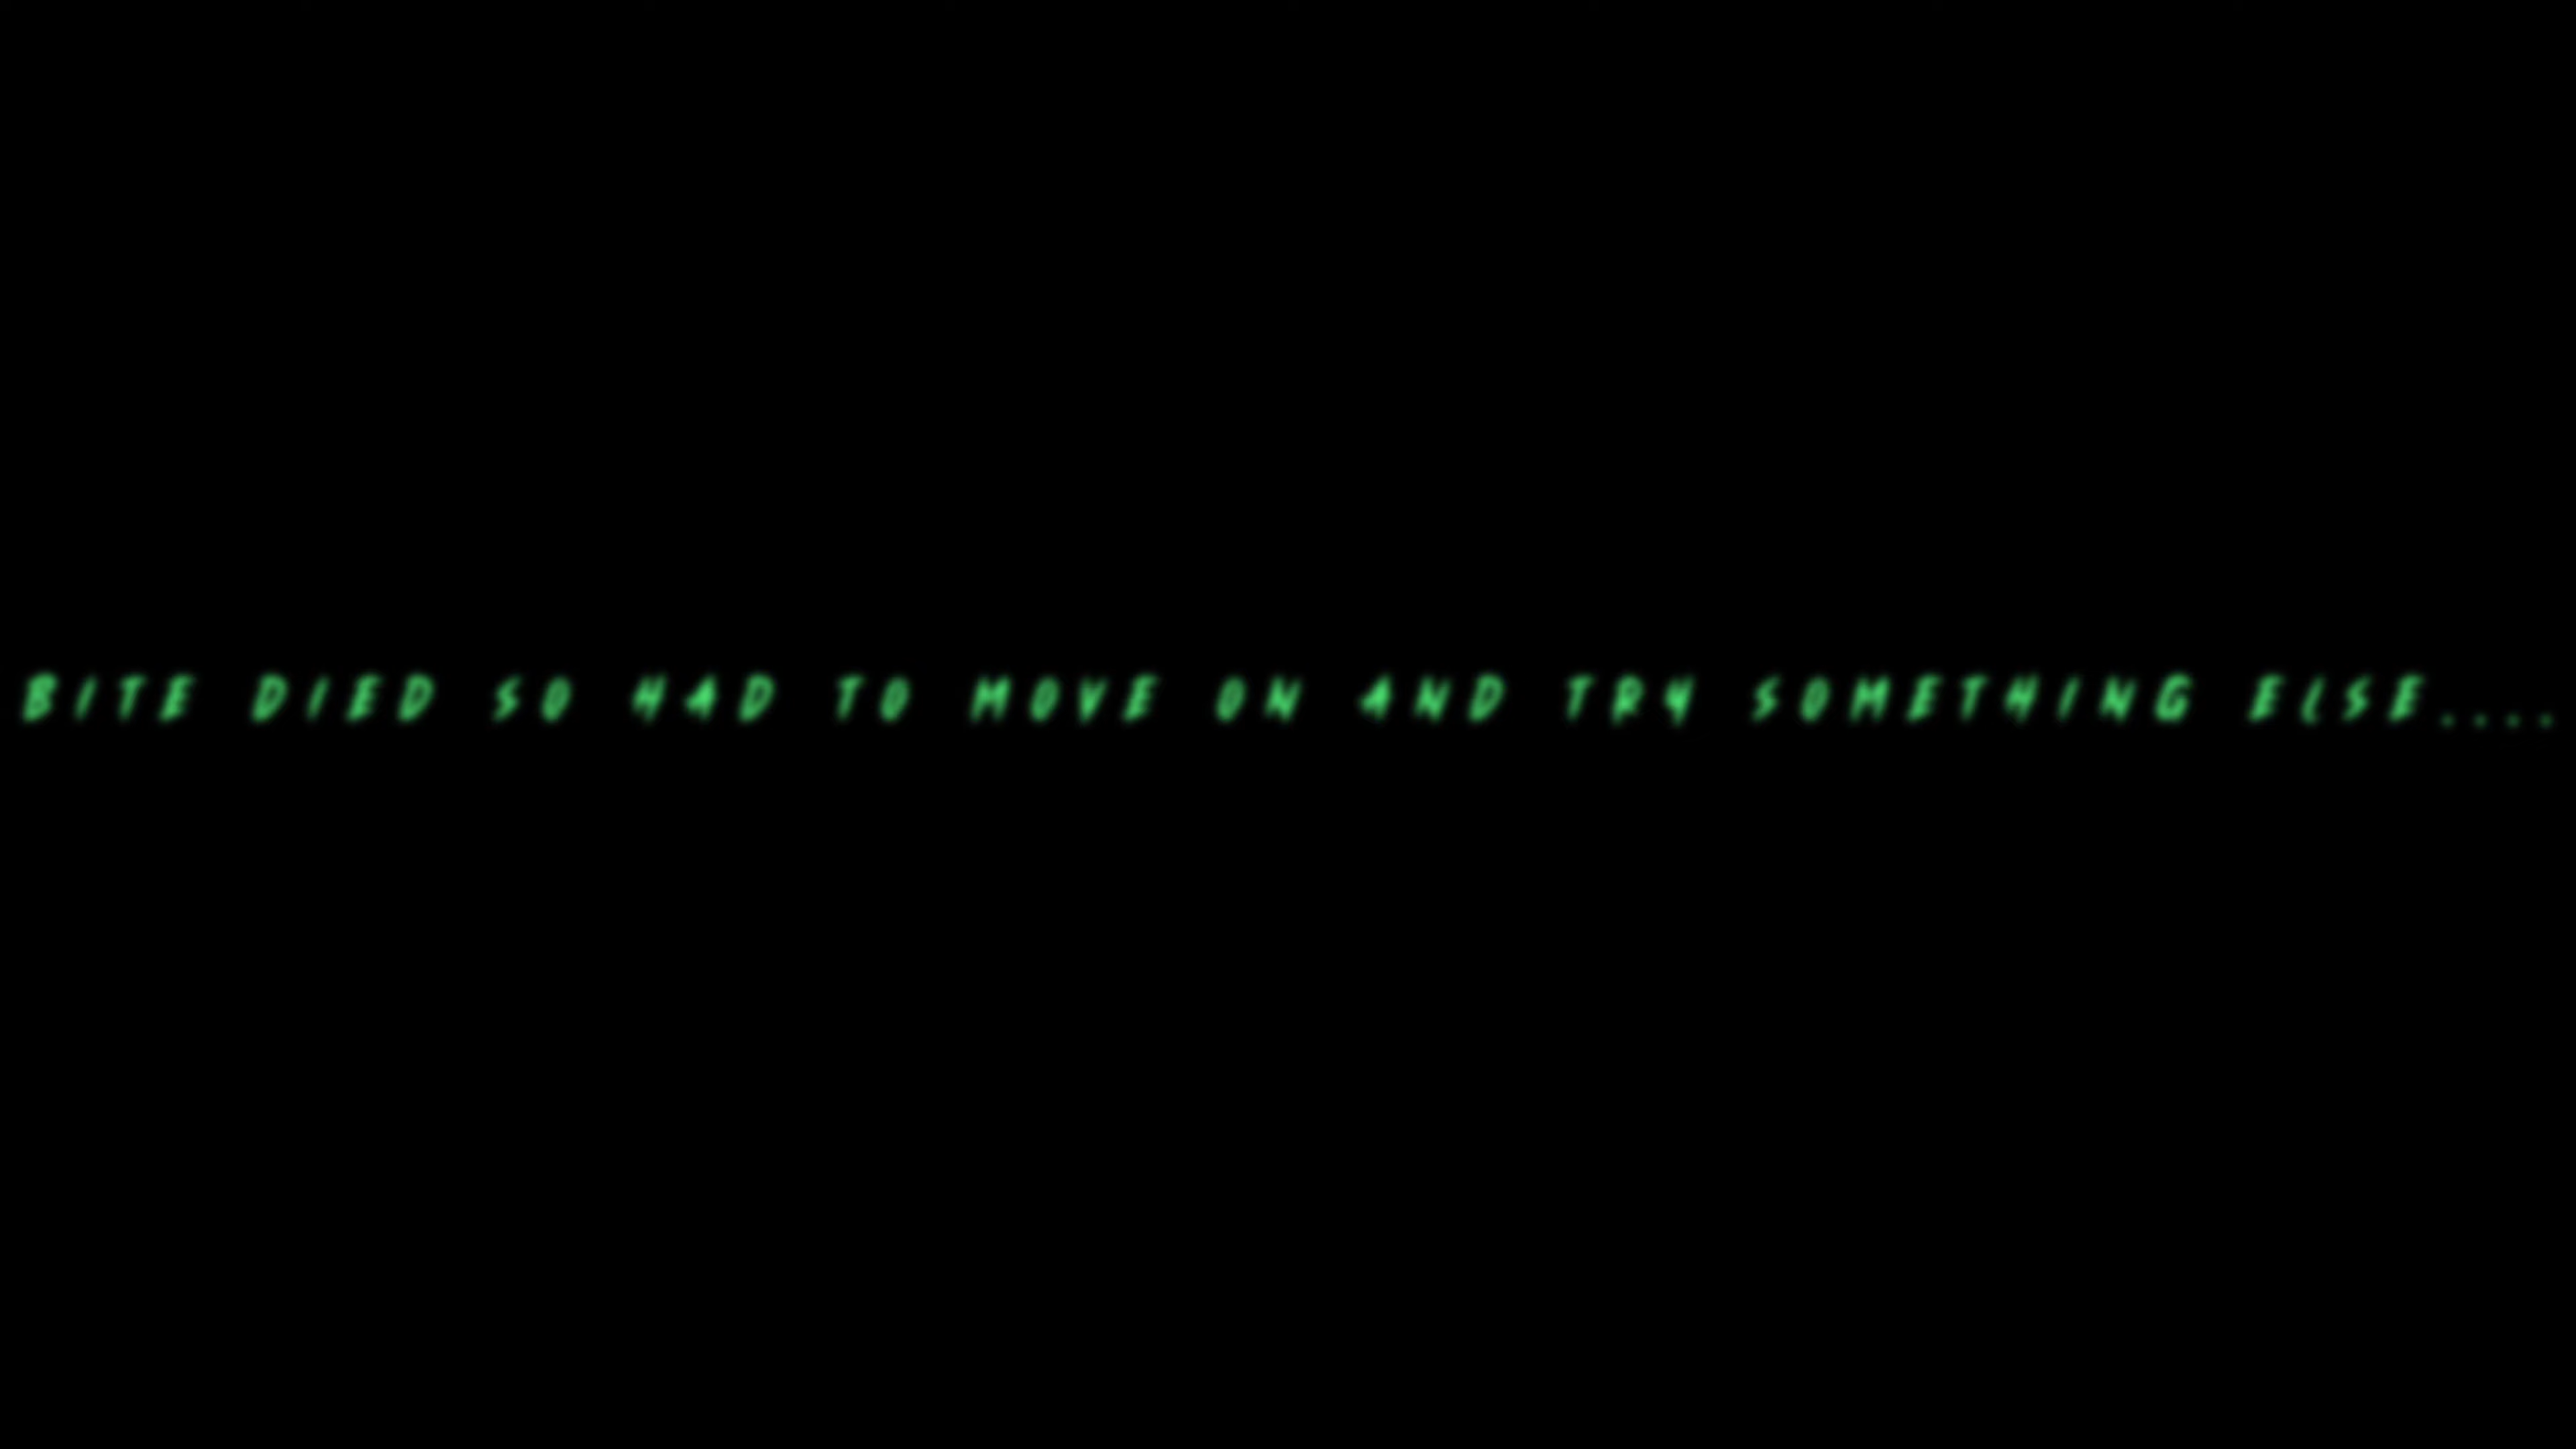 BITE DIED SO HAD TO MOVE ON AND TRY SOMETHING ELSE....